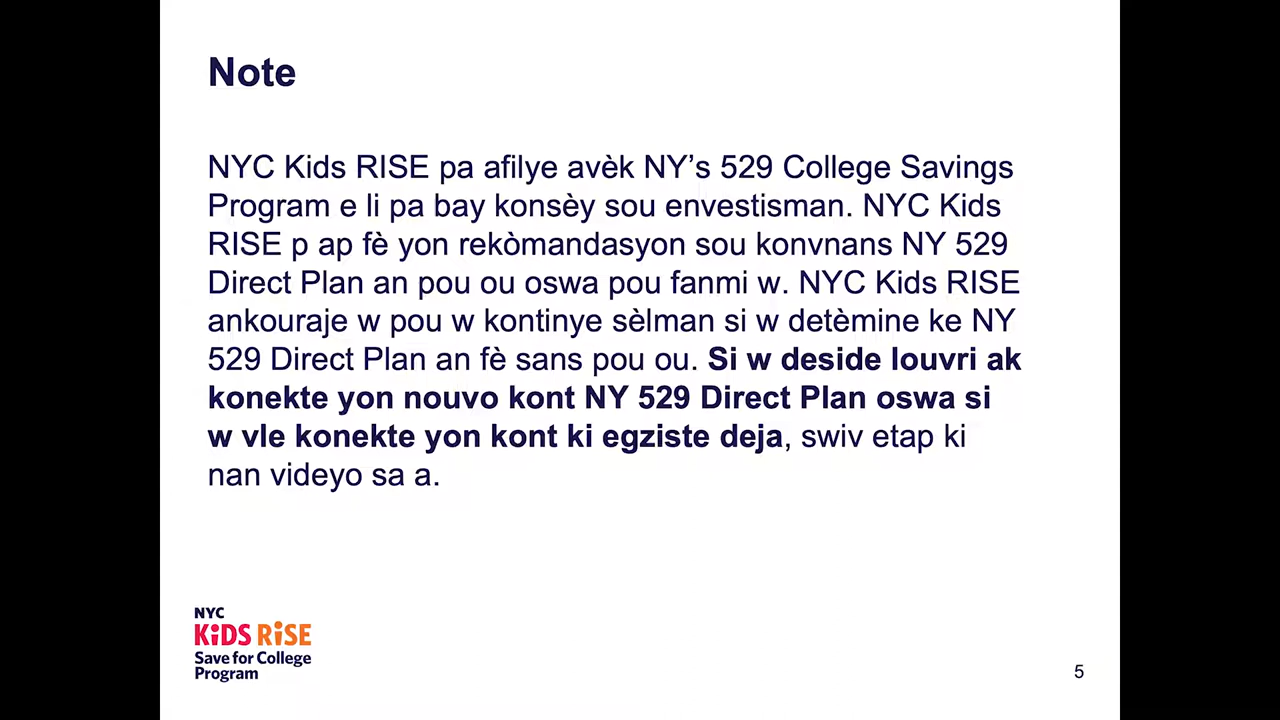 Note
NYC Kids RISE pa afilye avèk NY’s 529 College Savings
Program e li pa bay konsèy sou envestisman. NYC Kids
RISE p ap fè yon rekòmandasyon sou konvnans NY 529
Direct Plan an pou ou oswa pou fanmi w. NYC Kids RISE
ankouraje w pou w kontinye sèlman si w detèmine ke NY
529 Direct Plan an fè sans pou ou. Si w deside louvri ak
konekte yon nouvo kont NY 529 Direct Plan oswa si
w vle konekte yon kont ki egziste deja, swiv etap ki
nan videyo sa a.
NYC
KiDS RiSE
Save for College
Program
5